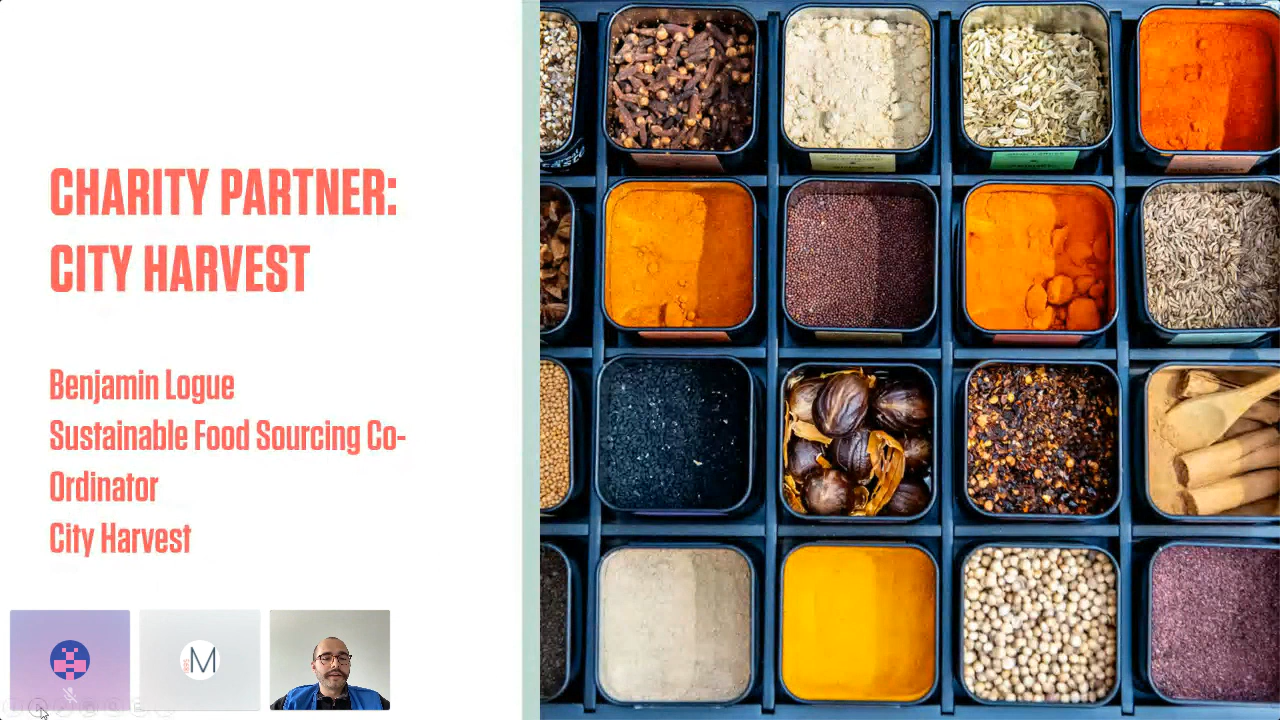 CHARITY PARTNER:
CITY HARVEST
Benjamin Logue
Sustainable Food Sourcing Co-
Ordinator
City Harvest
M